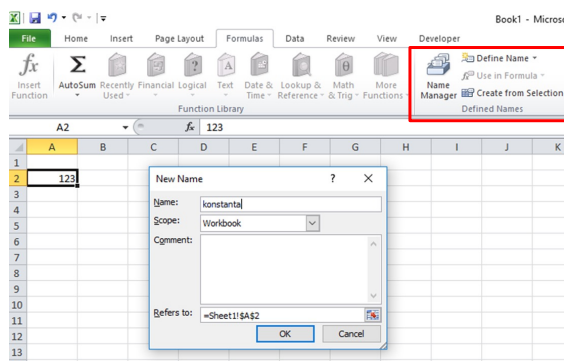 Book1 - Micros
File Home Insert Page Layout Formulas Data Review View Developer
fx Σ ? A θ
Insert Function AutoSum Recently Used Financial Logical Text Date & Time Lookup & Reference Math & Trig More Functions Name Manager
Define Name
Use in Formula
Create from Selection
Function Library Defined Names
A2 fx 123
A B C D E F G H I J K
1
2 123
3
4
5
6
7
8
9
10
11
12
13
New Name ? X
Name: konstanta
Scope: Workbook
Comment:
Refers to: =Sheet1!$A$2
OK Cancel